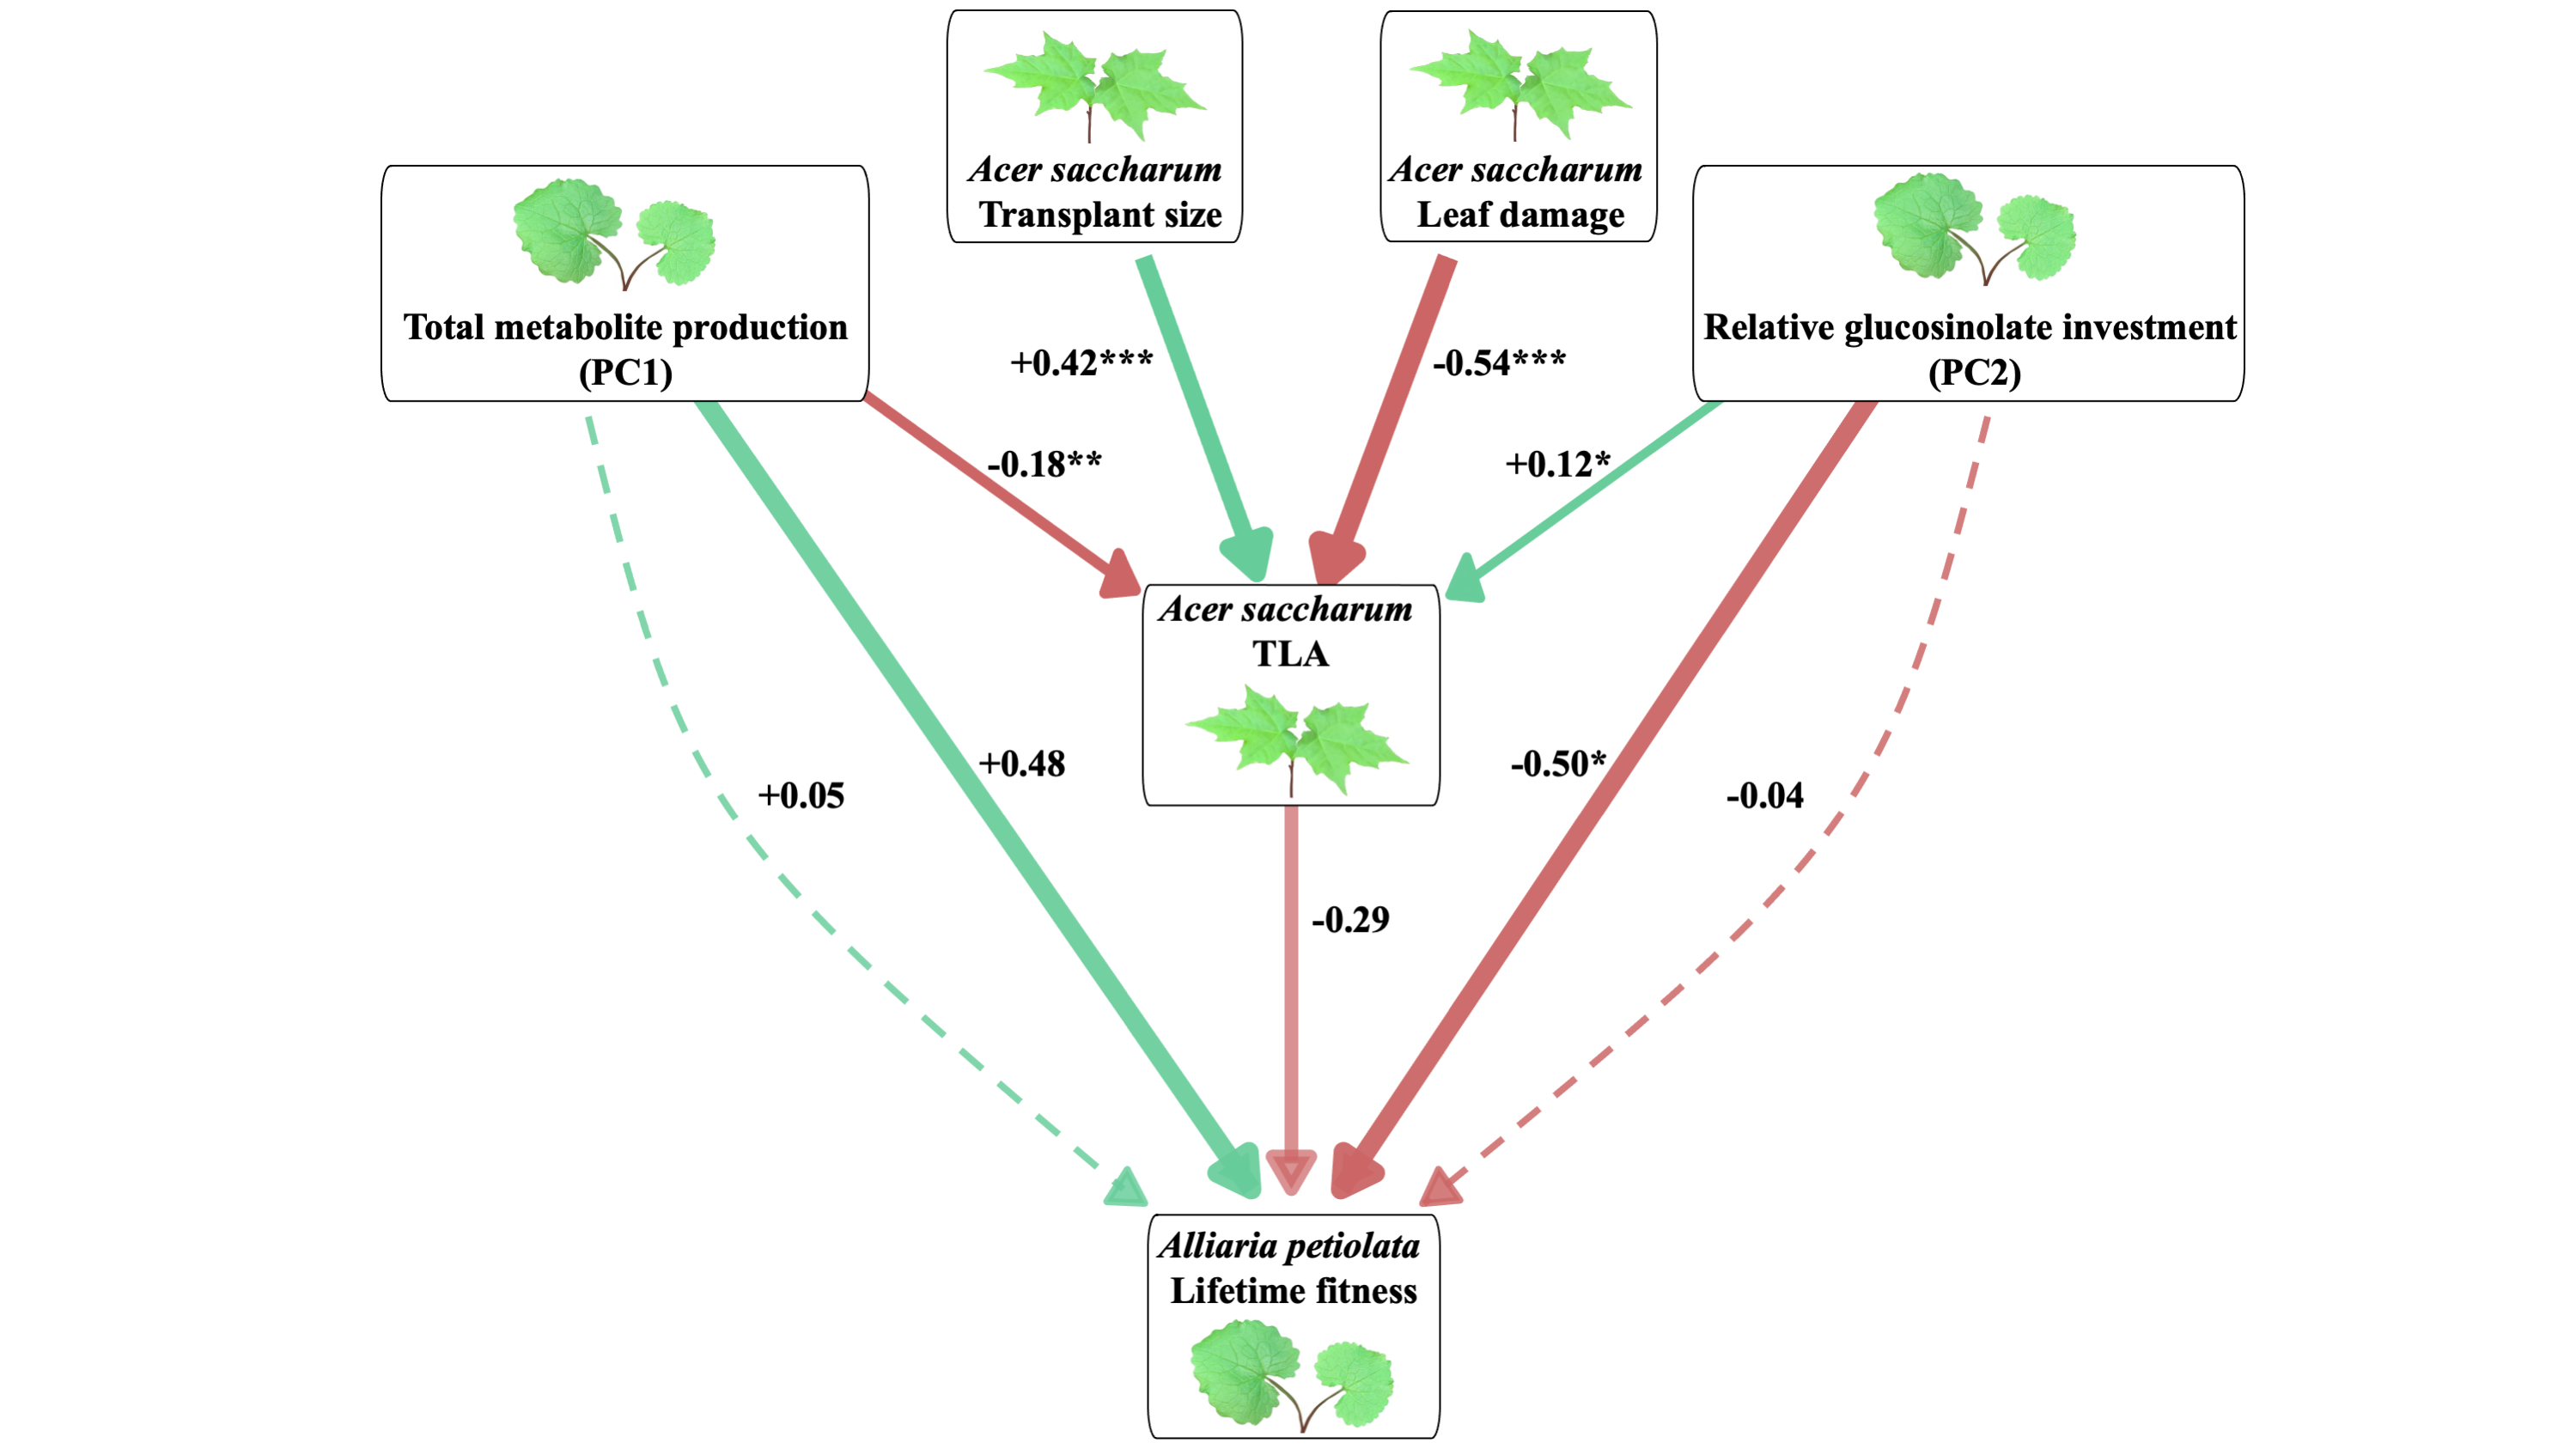 Acer saccharum
Transplant size
Acer saccharum
Leaf damage
Total metabolite production
(PC1)
Relative glucosinolate investment
(PC2)
+0.42***
-0.54***
-0.18**
+0.12*
Acer saccharum
TLA
+0.05
+0.48
-0.50*
-0.04
-0.29
Alliaria petiolata
Lifetime fitness